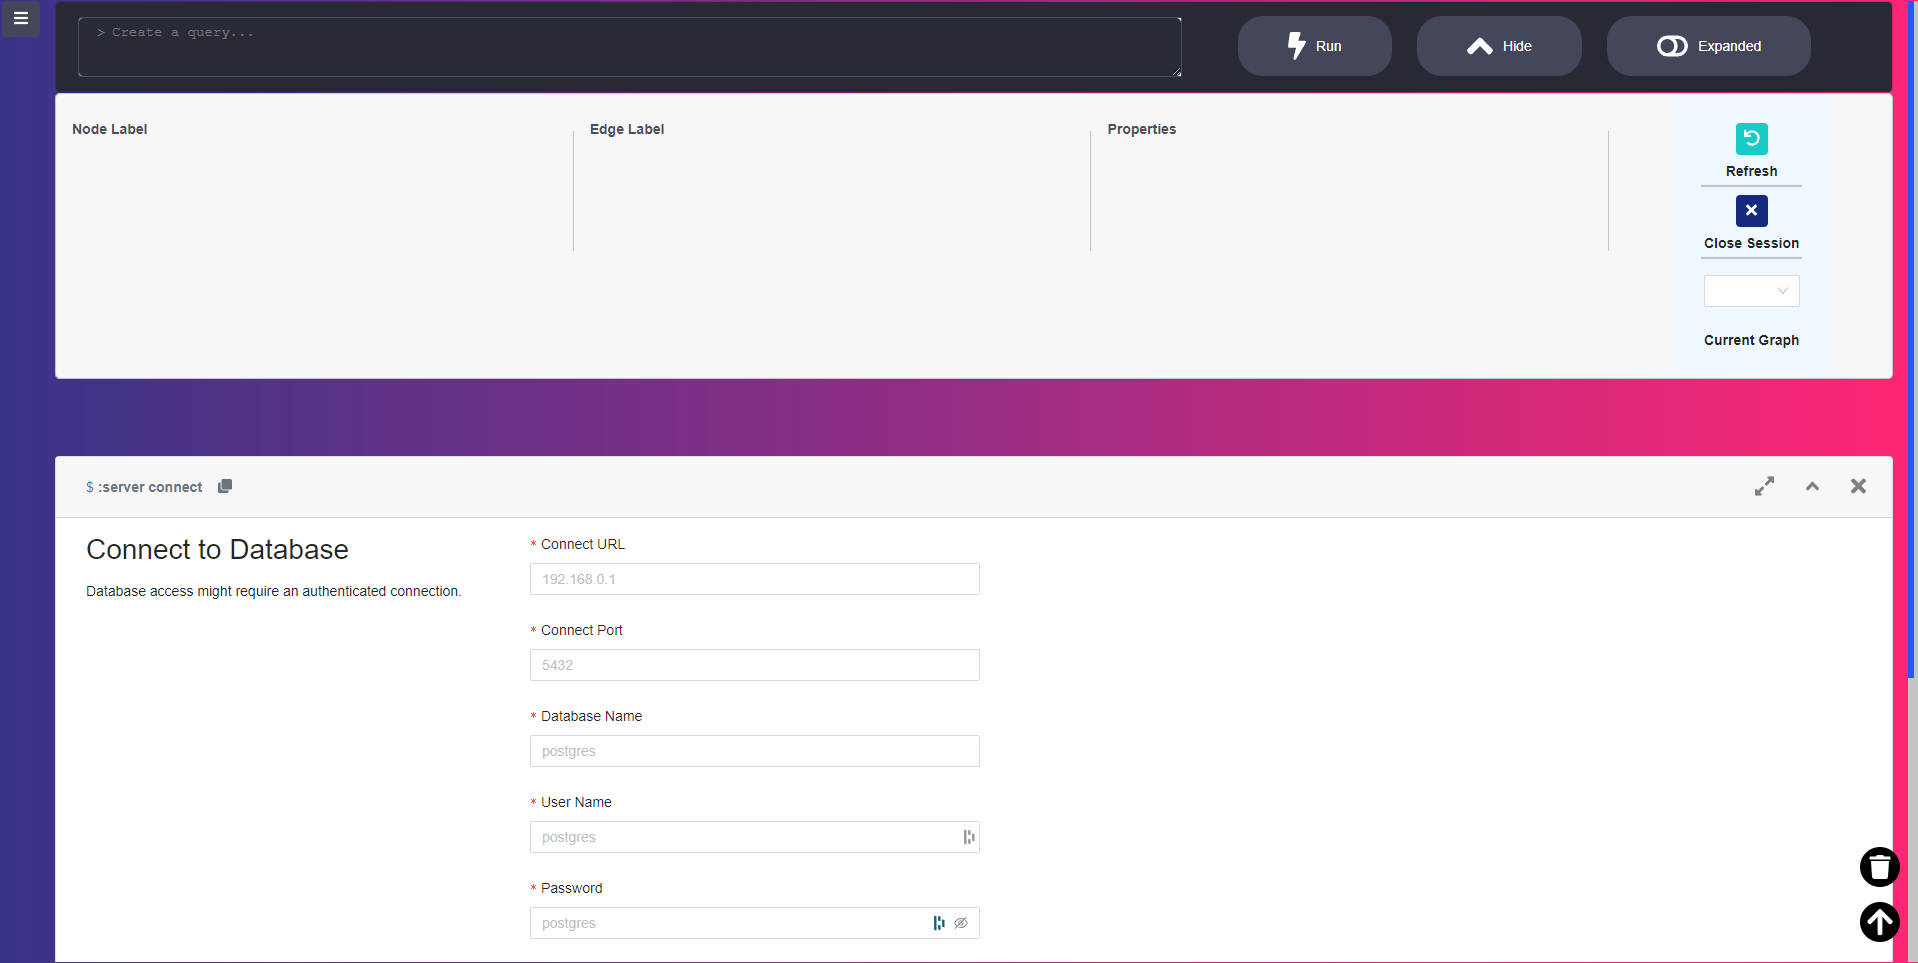 > Create a query...
Run
Hide
Expanded
Node Label
Edge Label
Properties
Refresh
Close Session
Current Graph
$ :server connect
Connect to Database
Database access might require an authenticated connection.
* Connect URL
192.168.0.1
* Connect Port
5432
* Database Name
postgres
* User Name
postgres
* Password
postgres